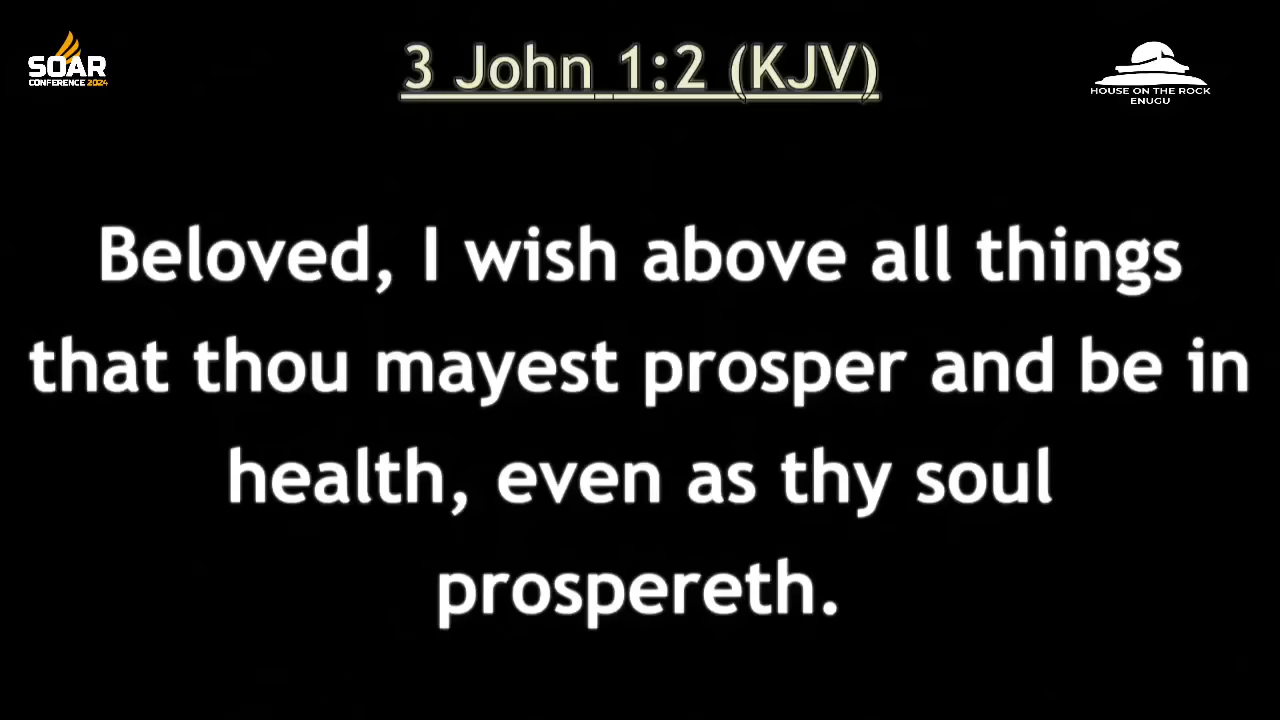 SOAR
CONFERENCE 2024
3 John 1:2 (KJV)
HOUSE ON THE ROCK
ENUGU
Beloved, I wish above all things
that thou mayest prosper and be in
health, even as thy soul
prospereth.